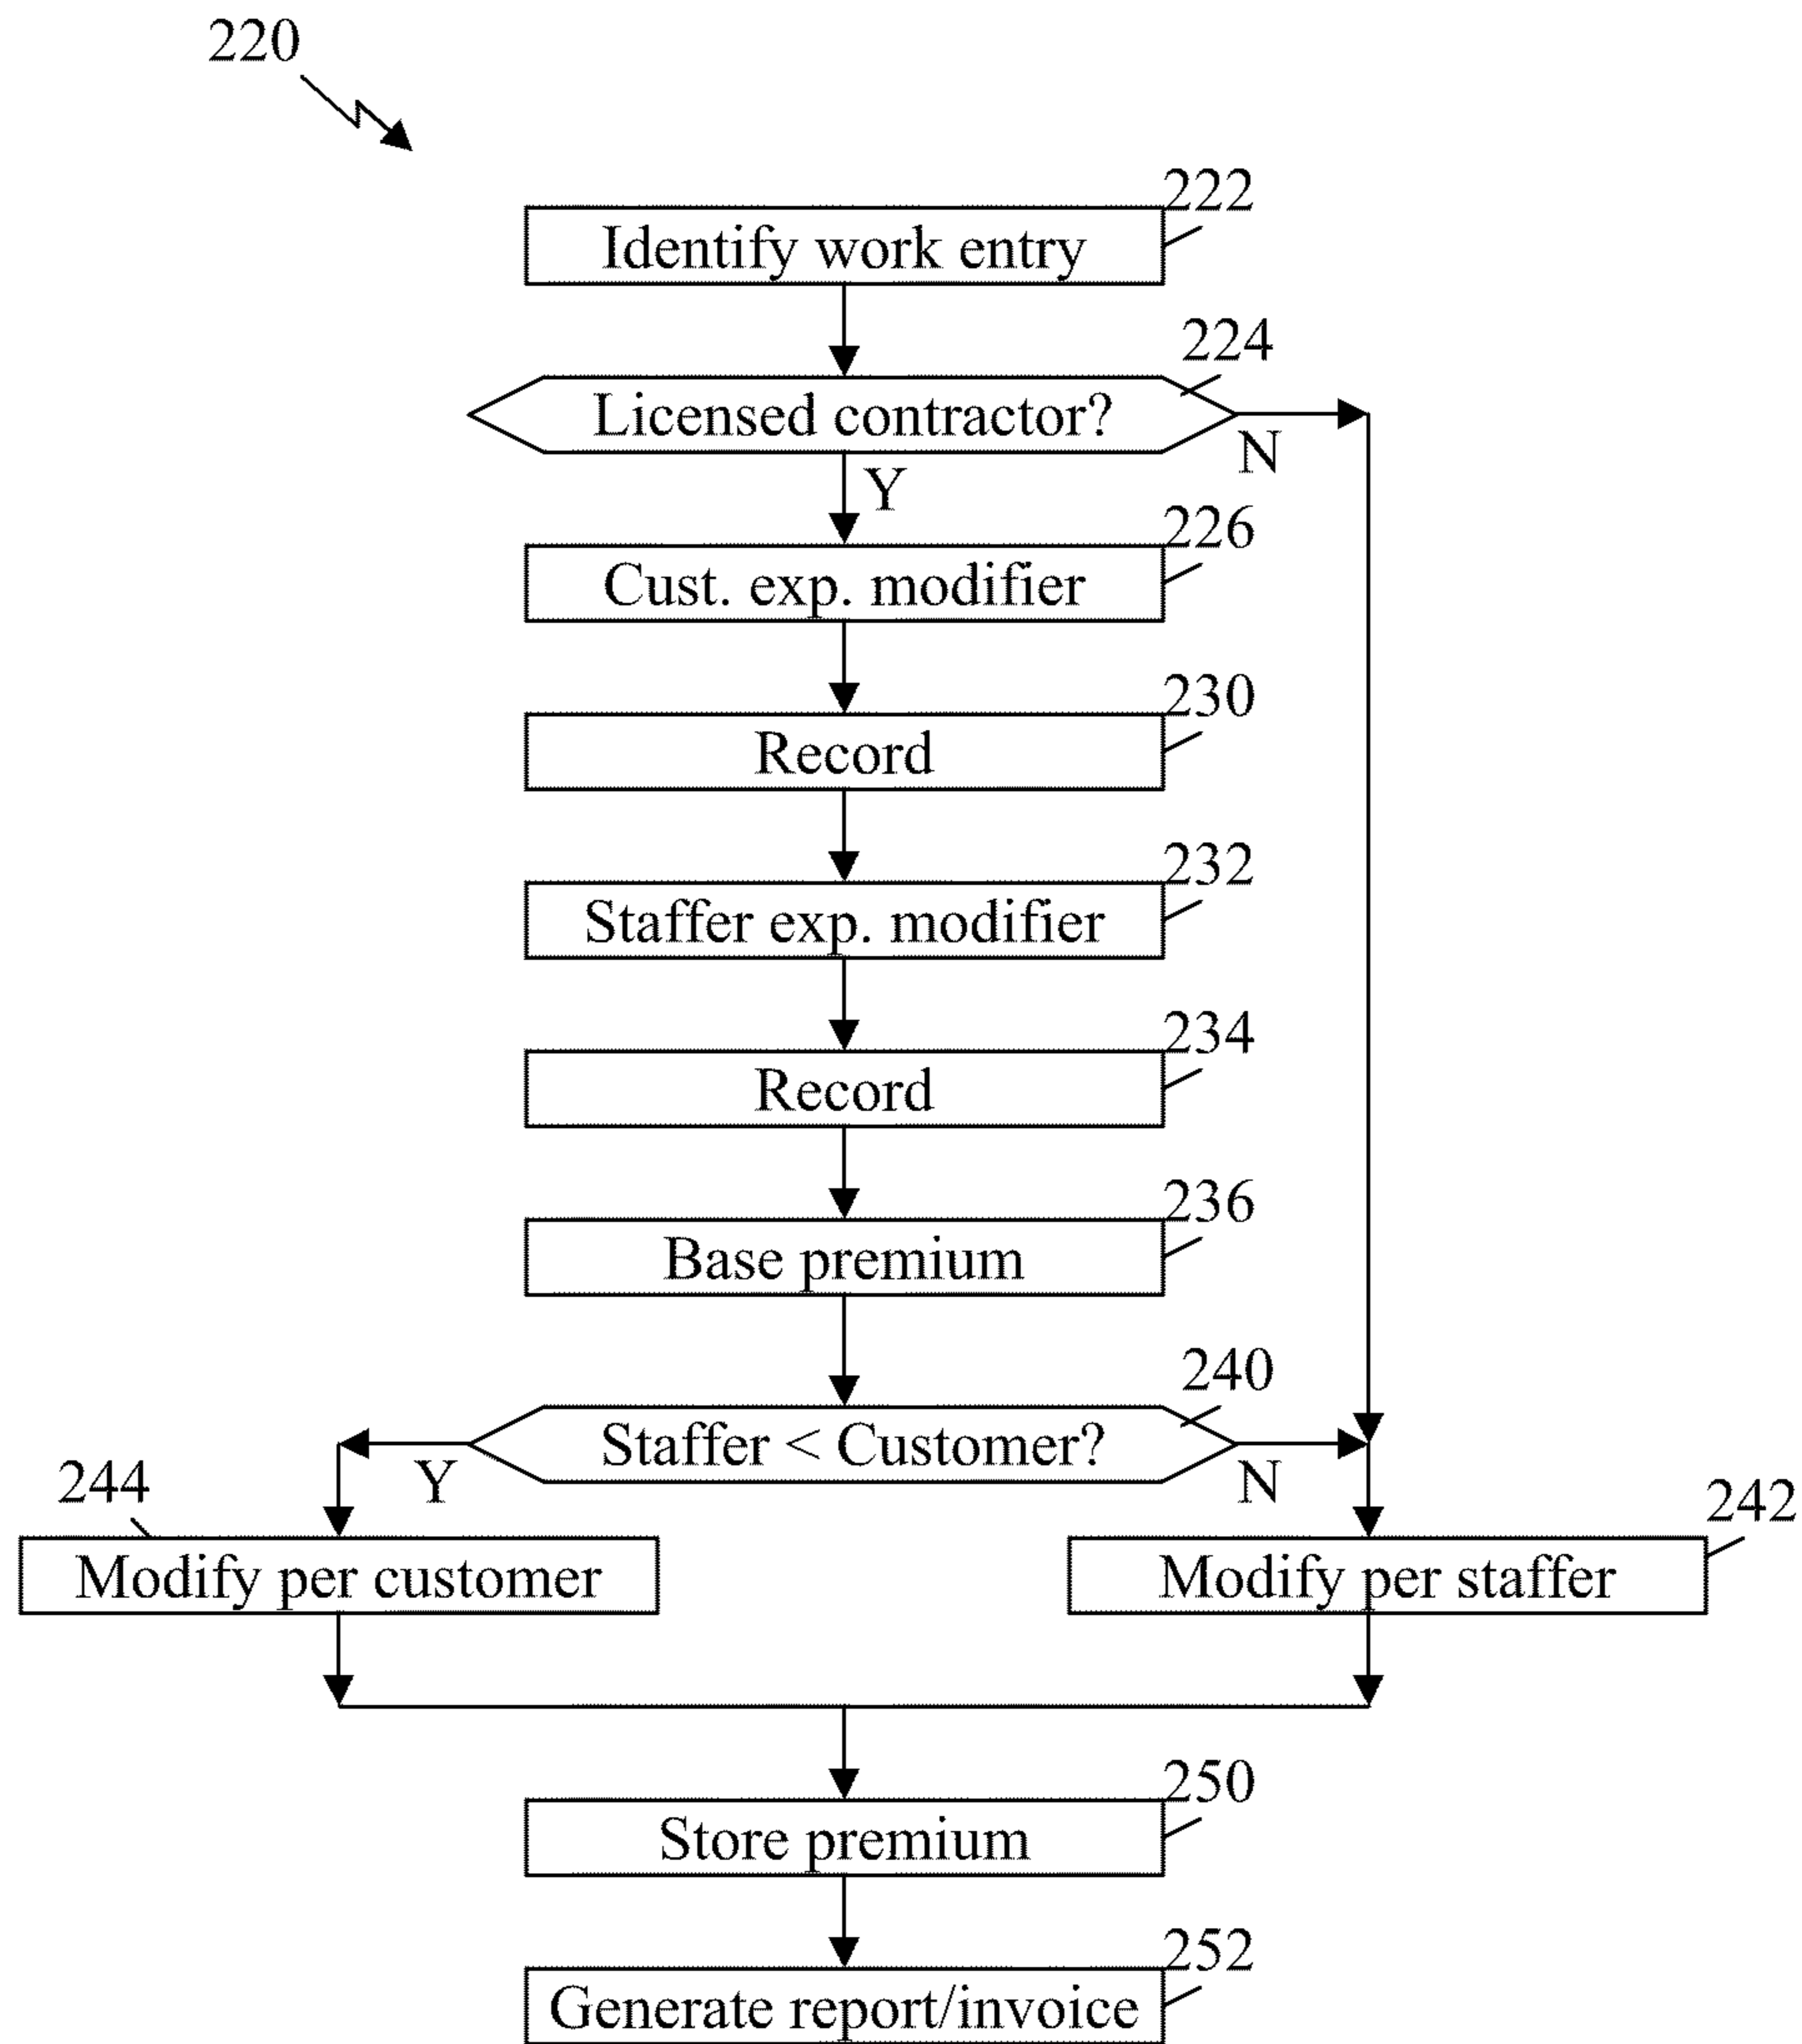 220
222
Identify work entry
224
Licensed contractor?
N
Y
226
Cust. exp. modifier
230
Record
232
Staffer exp. modifier
234
Record
236
Base premium
240
Staffer < Customer?
Y
N
244
242
Modify per customer
Modify per staffer
250
Store premium
252
Generate report/invoice